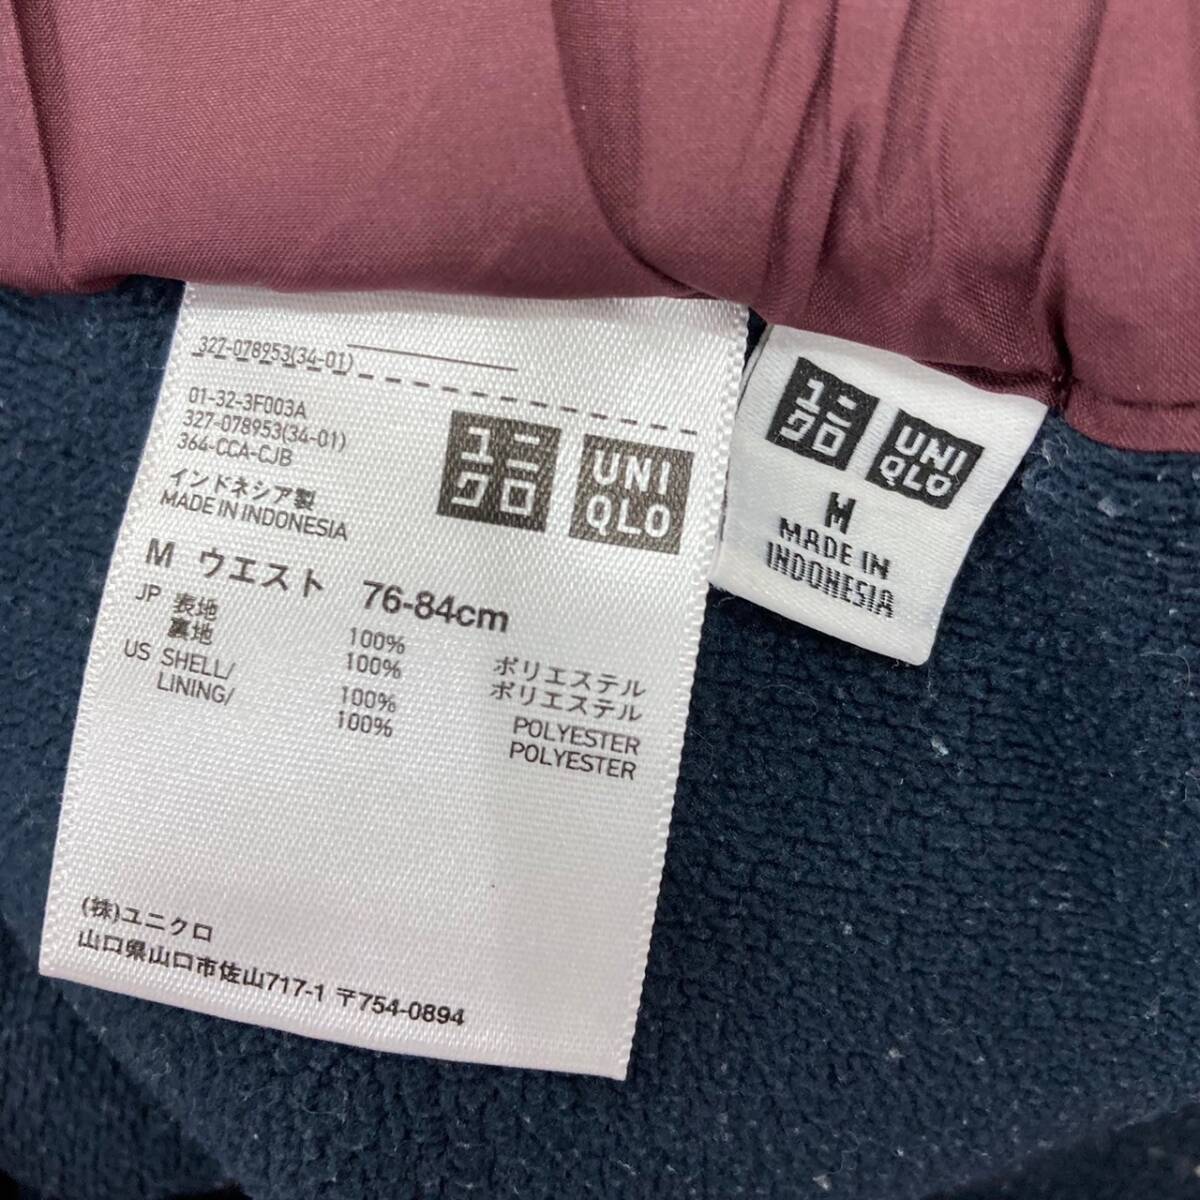 327-078953(34-01)
01-32-3F003A
327-078953(34-01)
364-CCA-CJB
インドネシア製
MADE IN INDONESIA
ユニ
クロ
UNI
QLO
M ウエスト 76-84cm
JP 表地 100% ポリエステル
裏地 100% ポリエステル
US SHELL/ 100% POLYESTER
LINING/ 100% POLYESTER
(株)ユニクロ
山口県山口市佐山717-1 〒754-0894
ユニ
クロ
UNI
QLO
M
MADE IN
INDONESIA